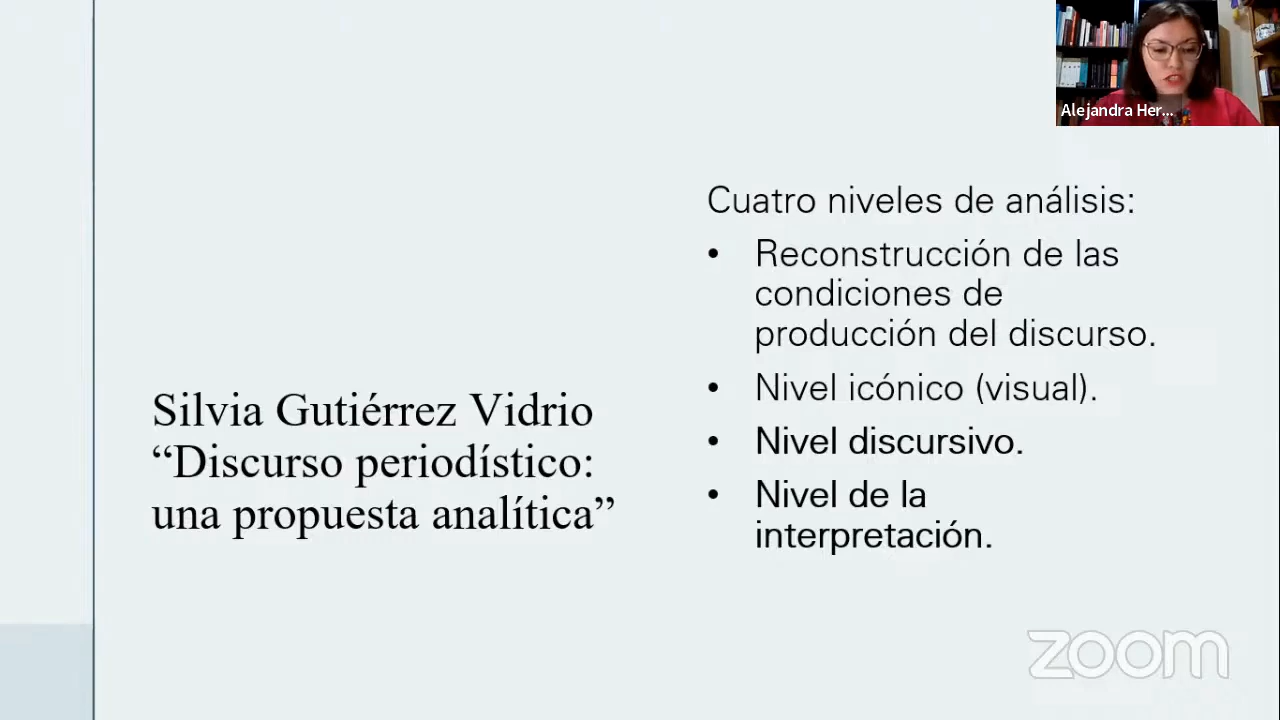 Alejandra Her...
Cuatro niveles de análisis:
• Reconstrucción de las
condiciones de
producción del discurso.
• Nivel icónico (visual).
• Nivel discursivo.
• Nivel de la
interpretación.
Silvia Gutiérrez Vidrio
“Discurso periodístico:
una propuesta analítica”
zoom